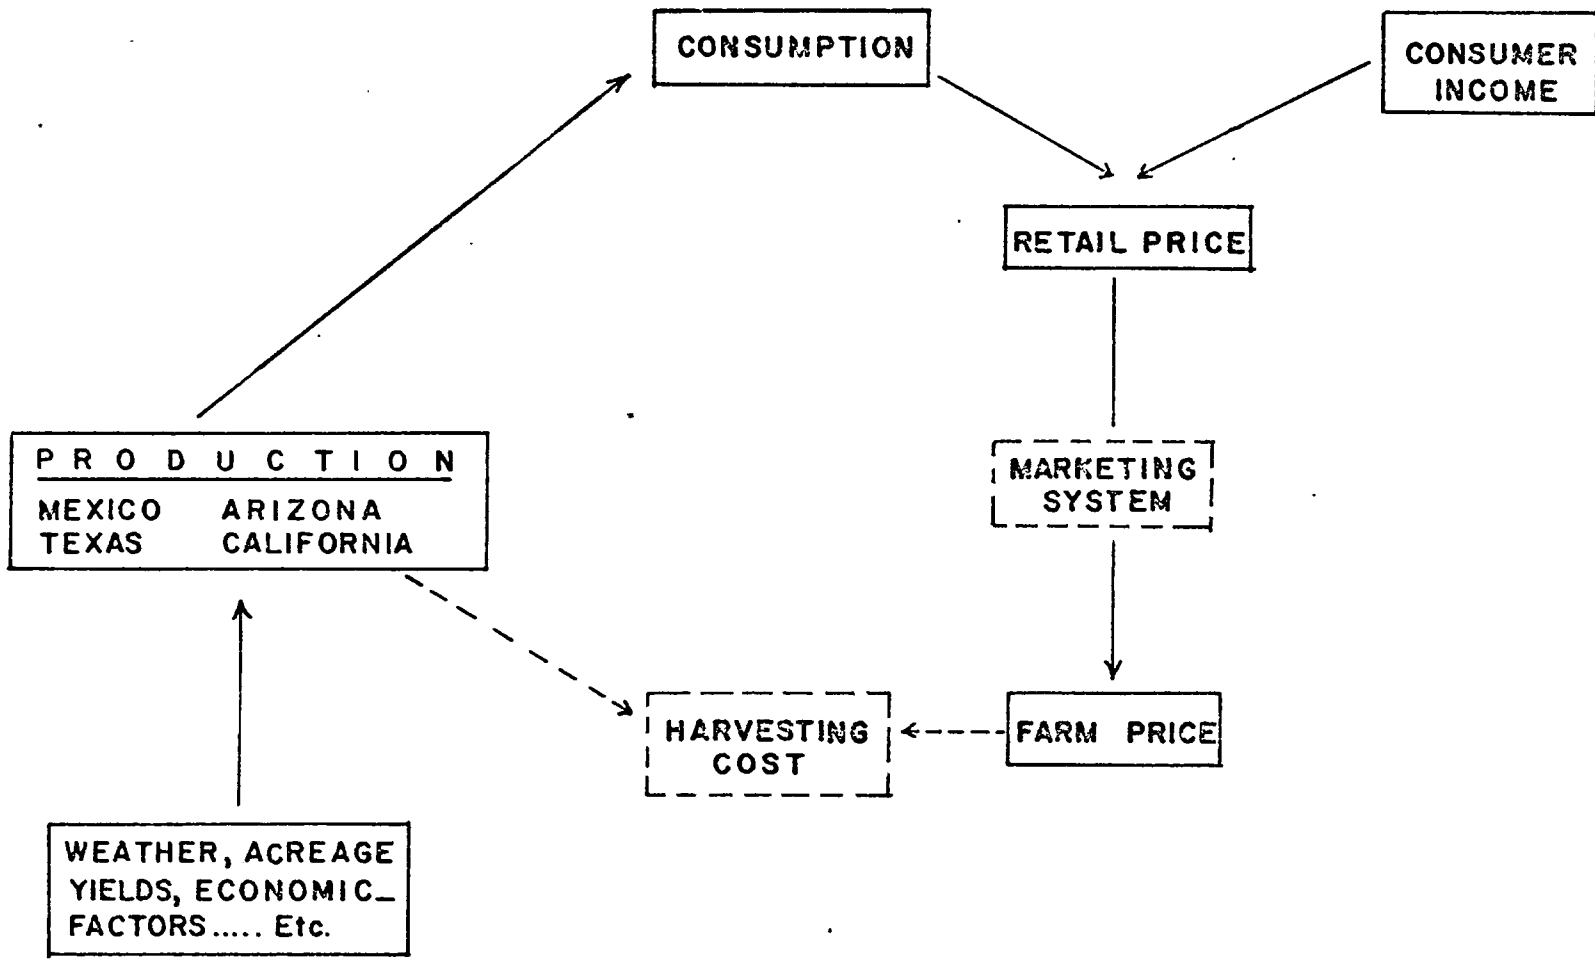 CONSUMPTION
CONSUMER
INCOME
RETAIL PRICE
PRODUCTION
MEXICO ARIZONA
TEXAS CALIFORNIA
MARKETING
SYSTEM
HARVESTING
COST
FARM PRICE
WEATHER, ACREAGE
YIELDS, ECONOMIC_
FACTORS..... Etc.